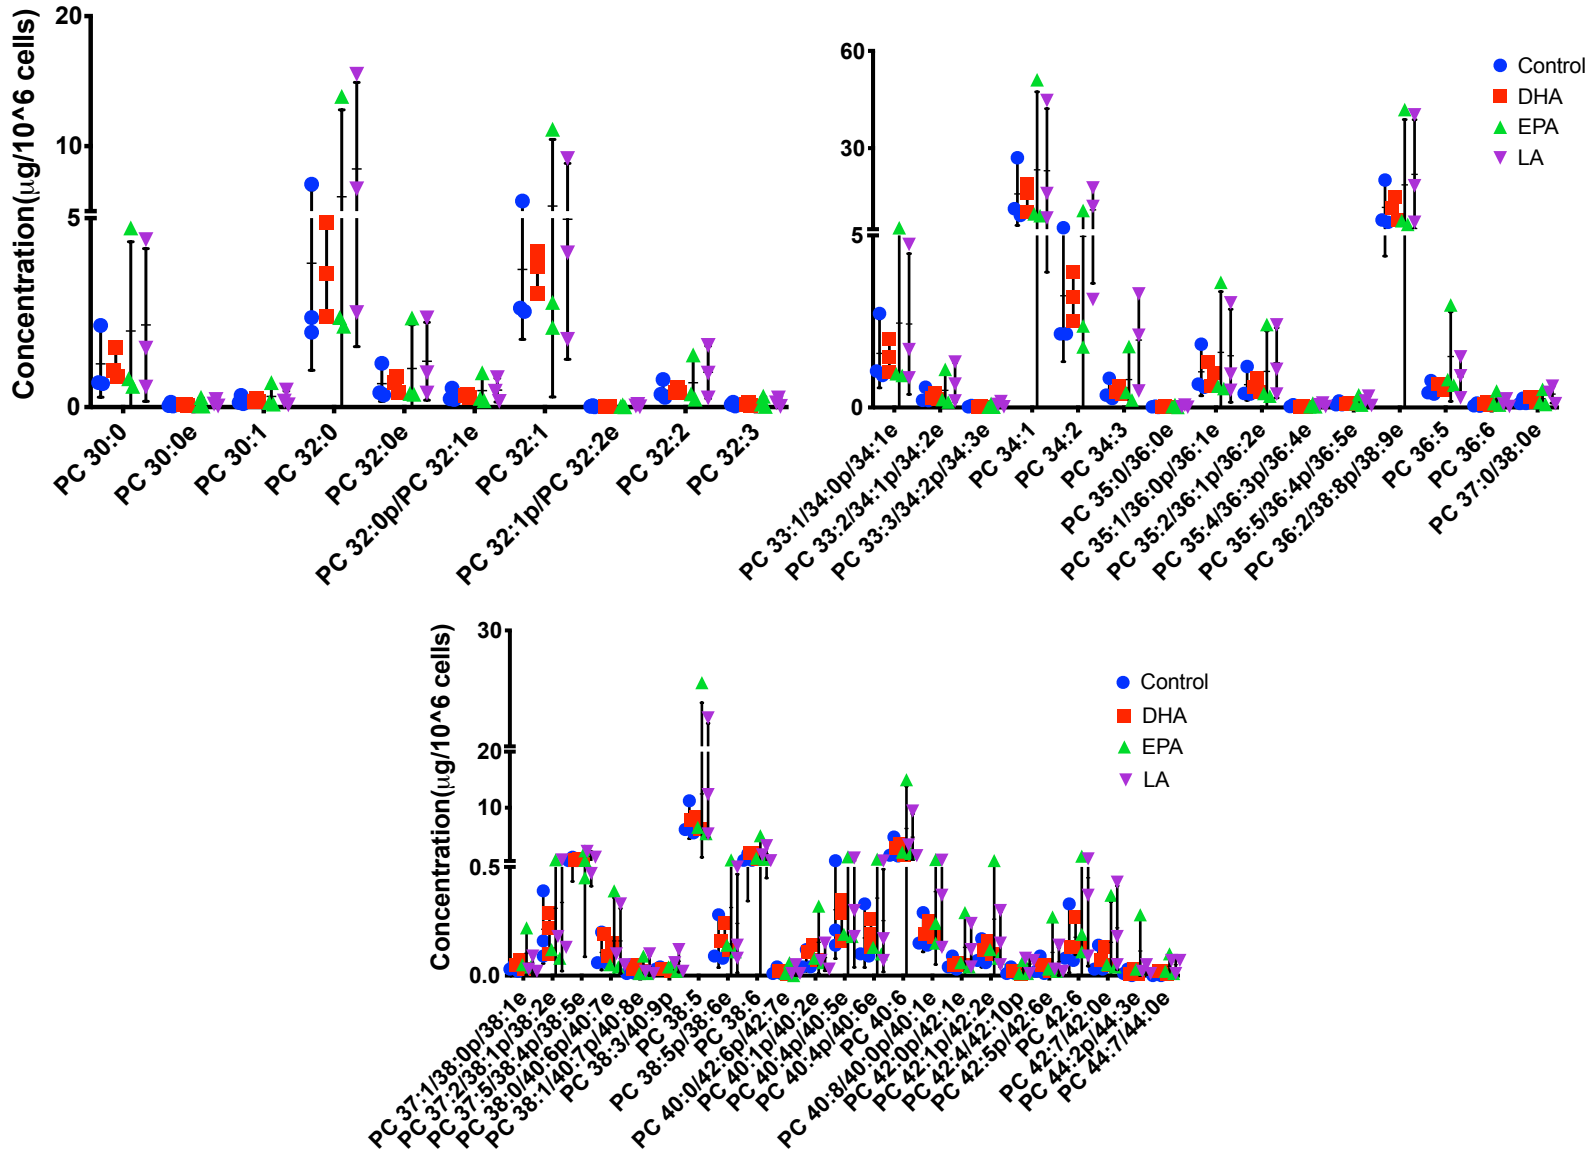 Concentration(μg/10^6 cells)
20
10
5
0
PC 30:0
PC 30:0e
PC 30:1
PC 32:0
PC 32:0e
PC 32:0p/PC 32:1e
PC 32:1
PC 32:1p/PC 32:2e
PC 32:2
PC 32:3
60
30
5
0
PC 33:1/34:0p/34:1e
PC 33:2/34:1p/34:2e
PC 33:3/34:2p/34:3e
PC 34:1
PC 34:2
PC 34:3
PC 35:0/36:0e
PC 35:1/36:0p/36:1e
PC 35:2/36:1p/36:2e
PC 35:4/36:3p/36:4e
PC 35:5/36:4p/36:5e
PC 36:2/38:8p/38:9e
PC 36:5
PC 36:6
PC 37:0/38:0e
Control
DHA
EPA
LA
Concentration(μg/10^6 cells)
30
20
10
0.5
0.0
PC 37:1/38:0p/38:1e
PC 37:2/38:1p/38:2e
PC 37:5/38:4p/38:5e
PC 38:0/40:6p/40:7e
PC 38:1/40:7p/40:8e
PC 38:3/40:9p
PC 38:5
PC 38:5p/38:6e
PC 38:6
PC 40:0/42:6p/42:7e
PC 40:1p/40:2e
PC 40:4p/40:5e
PC 40:4p/40:6e
PC 40:6
PC 40:8/40:0p/40:1e
PC 42:0p/42:1e
PC 42:1p/42:2e
PC 42:4/42:10p
PC 42:5p/42:6e
PC 42:6
PC 42:7/42:0e
PC 44:2p/44:3e
PC 44:7/44:0e
Control
DHA
EPA
LA